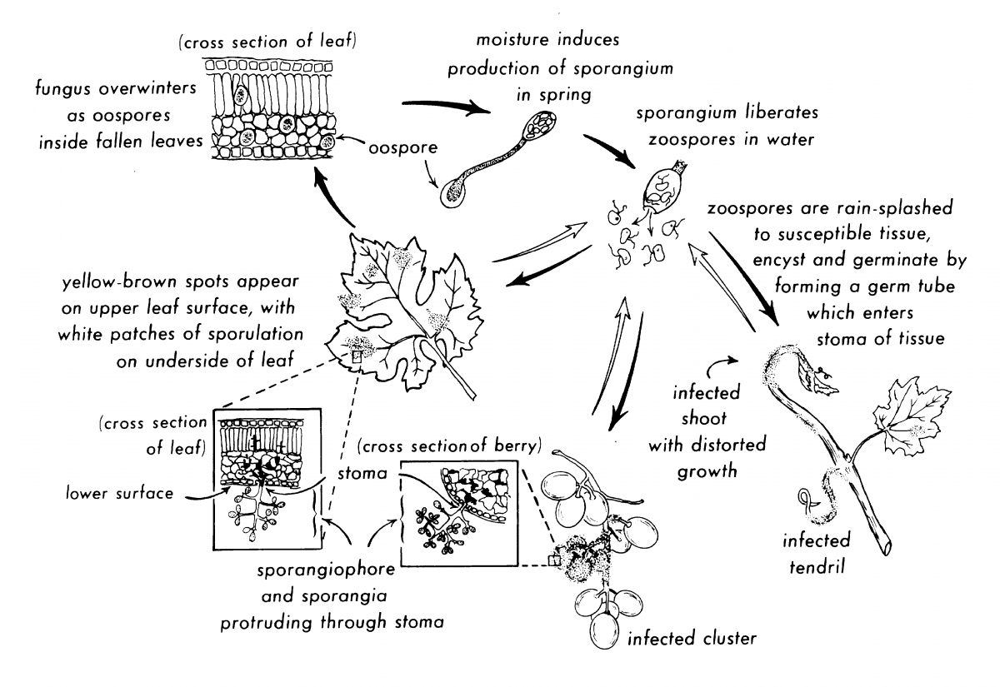 (cross section of leaf)
fungus overwinters
as oospores
inside fallen leaves
oospore
moisture induces
production of sporangium
in spring
sporangium liberates
zoospores in water
zoospores are rain-splashed
to susceptible tissue,
encyst and germinate by
forming a germ tube
which enters
stoma of tissue
yellow-brown spots appear
on upper leaf surface, with
white patches of sporulation
on underside of leaf
infected
shoot
with distorted
growth
(cross section
of leaf)
lower surface
stoma
(cross section of berry)
sporangiophore
and sporangia
protruding through stoma
infected cluster
infected
tendril